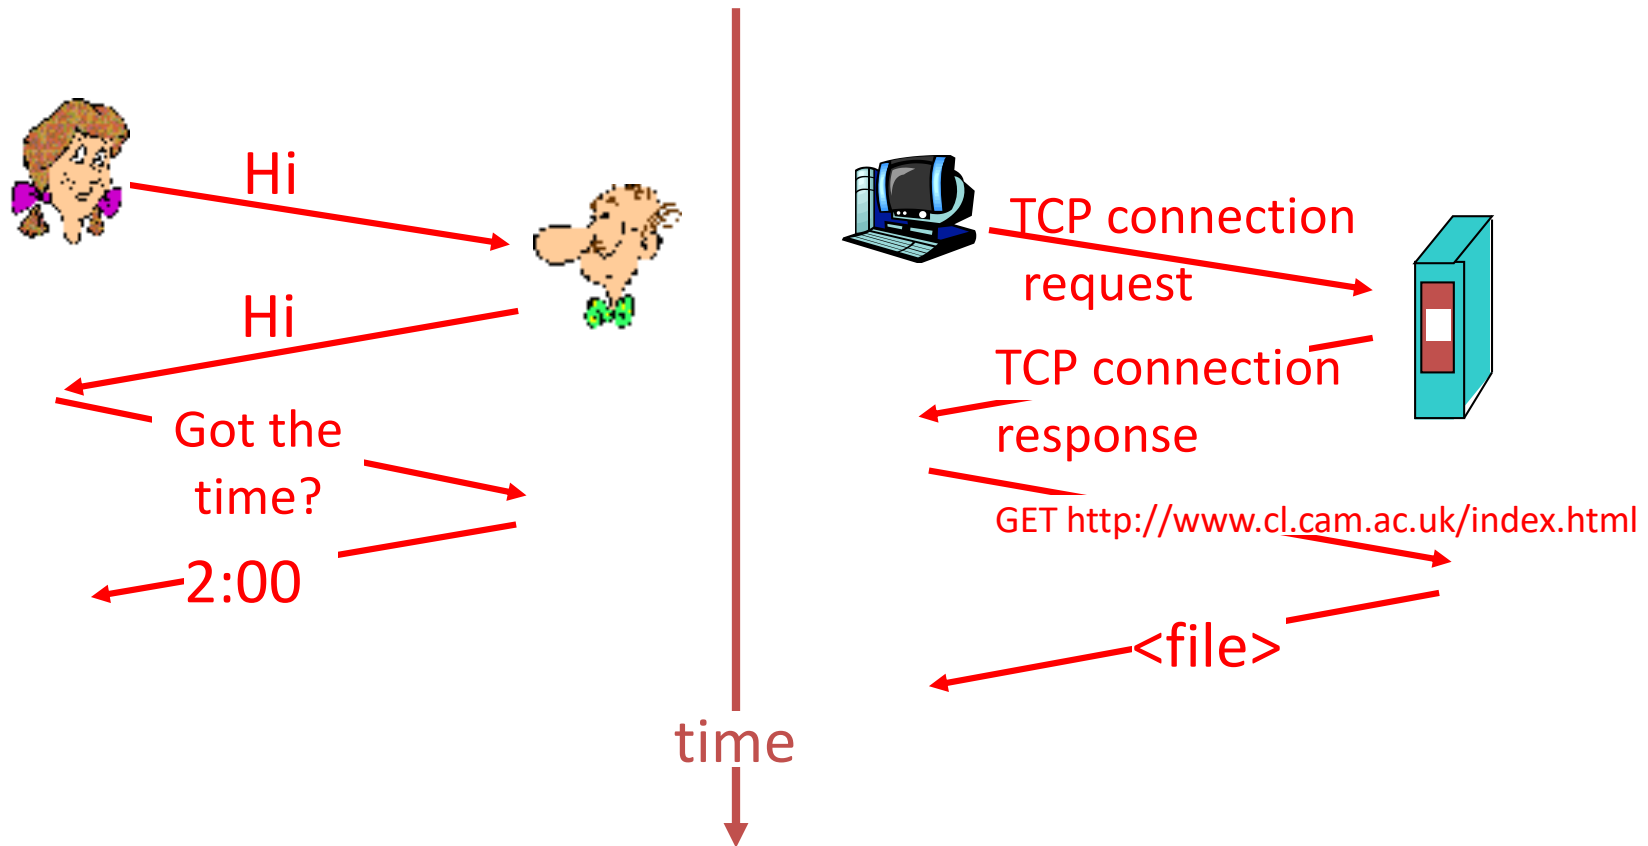 Hi
Hi
Got the
time?
2:00
time
TCP connection
request
TCP connection
response
GET http://www.cl.cam.ac.uk/index.html
<file>